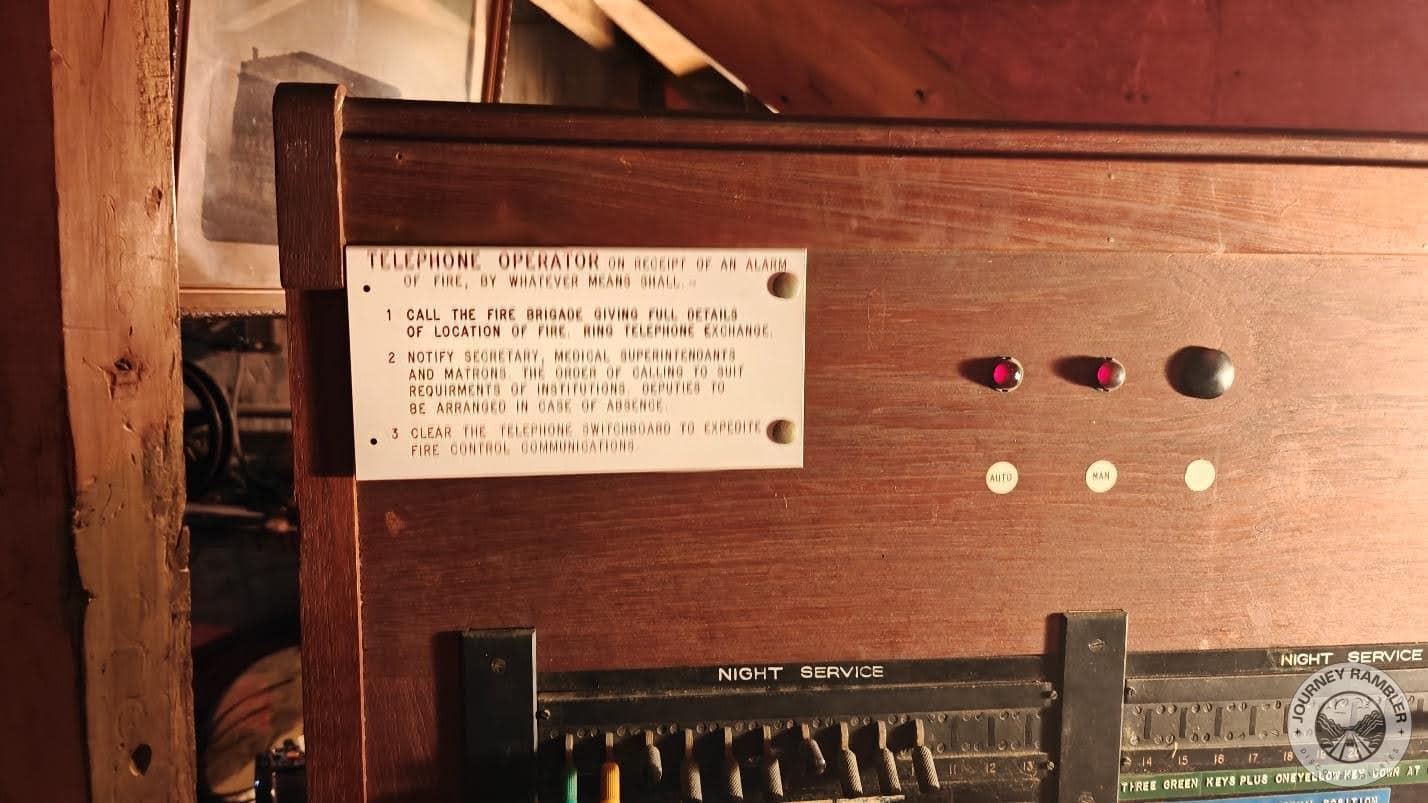 TELEPHONE OPERATOR ON RECEIPT OF AN ALARM
OF FIRE, BY WHATEVER MEANS SHALL:-
1 CALL THE FIRE BRIGADE GIVING FULL DETAILS
OF LOCATION OF FIRE. RING TELEPHONE EXCHANGE.
2 NOTIFY SECRETARY, MEDICAL SUPERINTENDANTS
AND MATRONS. THE ORDER OF CALLING TO SUIT
REQUIRMENTS OF INSTITUTIONS. DEPUTIES TO
BE ARRANGED IN CASE OF ABSENCE.
3 CLEAR THE TELEPHONE SWITCHBOARD TO EXPEDITE
FIRE CONTROL COMMUNICATIONS.
AUTO MAN
NIGHT SERVICE
NIGHT SERVICE
11 12 13
14 15 16 17 18
THREE GREEN KEYS PLUS ONE YELLOW KEY DOWN AT
POSITION
JOURNEY RAMBLER